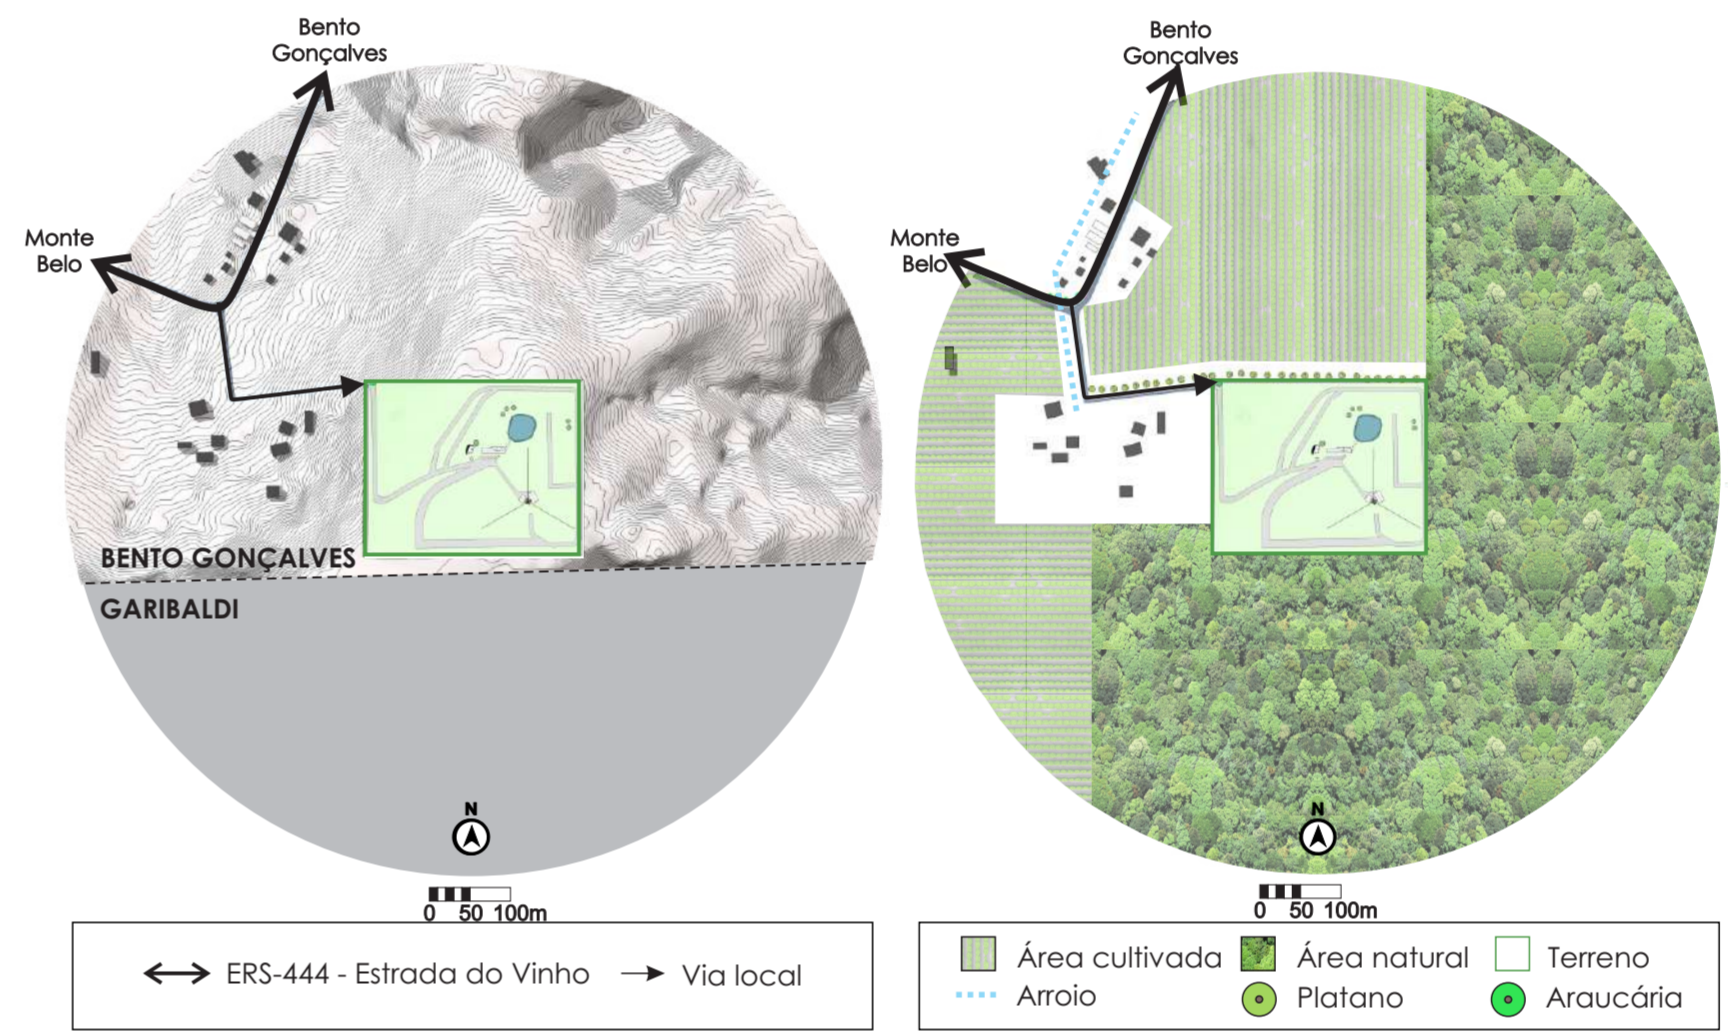 Bento
Gonçalves
Monte
Belo
BENTO GONÇALVES
GARIBALDI
N
0 50 100m
ERS-444 - Estrada do Vinho
Via local
Bento
Gonçalves
Monte
Belo
N
0 50 100m
Área cultivada
Área natural
Terreno
Arroio
Platano
Araucária